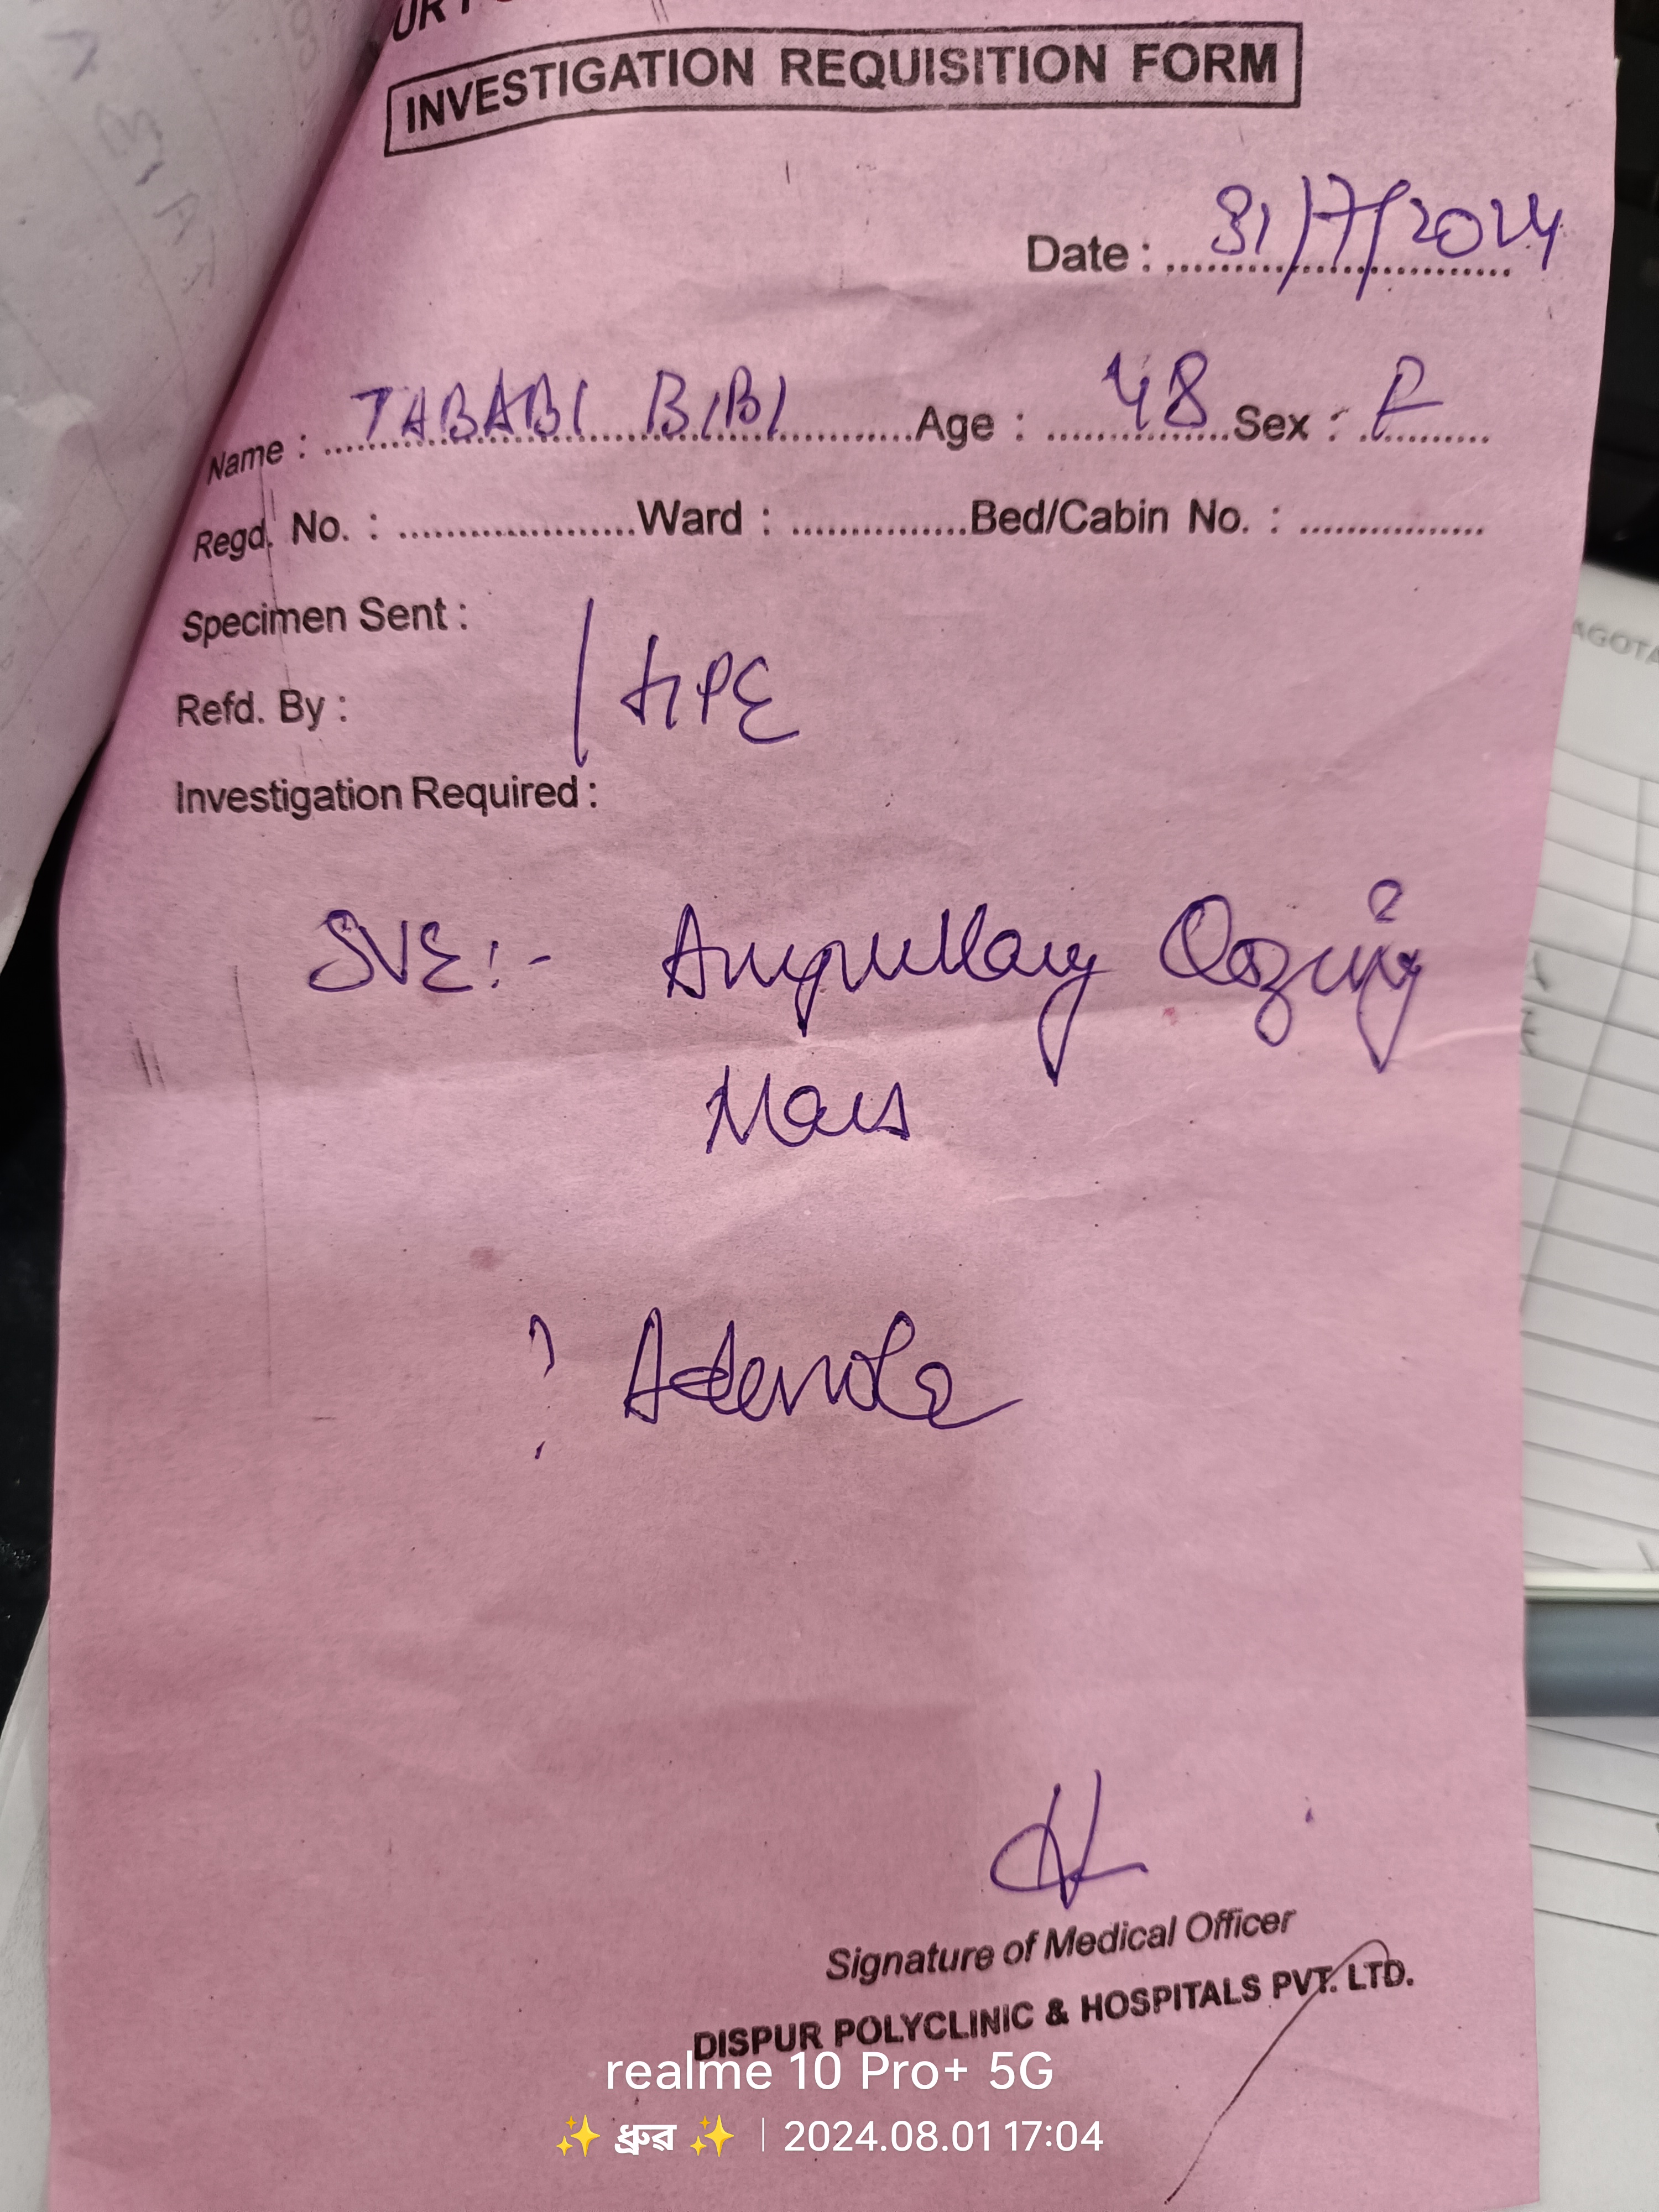 INVESTIGATION REQUISITION FORM
Date : 31/7/2024
Name : TABABI BIBI Age : 48 Sex : F
Regd. No. : Ward : Bed/Cabin No. :
Specimen Sent :
HPE
Refd. By :
Investigation Required :
SVE:- Ampullary Oozing
Mass
?
DISPUR POLYCLINIC & HOSPITALS PVT. LTD.
Signature of Medical Officer
realme 10 Pro+ 5G
✨ ধ্ৰুৱ ✨ | 2024.08.01 17:04